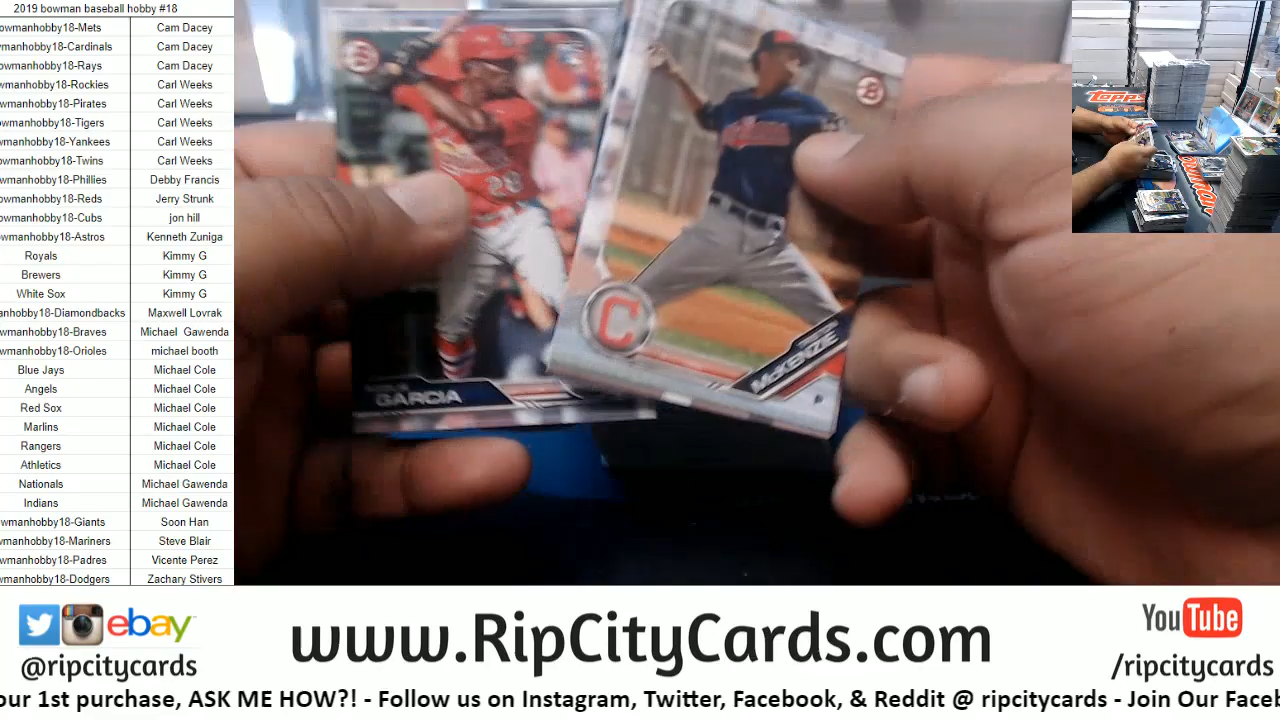 2019 bowman baseball hobby #18
owmanhobby18-Mets Cam Dacey
wmanhobby18-Cardinals Cam Dacey
owmanhobby18-Rays Cam Dacey
wmanhobby18-Rockies Carl Weeks
owmanhobby18-Pirates Carl Weeks
owmanhobby18-Tigers Carl Weeks
wmanhobby18-Yankees Carl Weeks
owmanhobby18-Twins Carl Weeks
wmanhobby18-Phillies Debby Francis
owmanhobby18-Reds Jerry Strunk
owmanhobby18-Cubs jon hill
owmanhobby18-Astros Kenneth Zuniga
Royals Kimmy G
Brewers Kimmy G
White Sox Kimmy G
anhobby18-Diamondbacks Maxwell Lovrak
owmanhobby18-Braves Michael Gawenda
owmanhobby18-Orioles michael booth
Blue Jays Michael Cole
Angels Michael Cole
Red Sox Michael Cole
Marlins Michael Cole
Rangers Michael Cole
Athletics Michael Cole
Nationals Michael Gawenda
Indians Michael Gawenda
owmanhobby18-Giants Soon Han
wmanhobby18-Mariners Steve Blair
owmanhobby18-Padres Vicente Perez
wmanhobby18-Dodgers Zachary Stivers
B
28
GARCIA
B
Indians
C
McKENZIE
P
Topps
BOWMAN
ebay
@ripcitycards
www.RipCityCards.com
YouTube
/ripcitycards
our 1st purchase, ASK ME HOW?! - Follow us on Instagram, Twitter, Facebook, & Reddit @ ripcitycards - Join Our Faceb